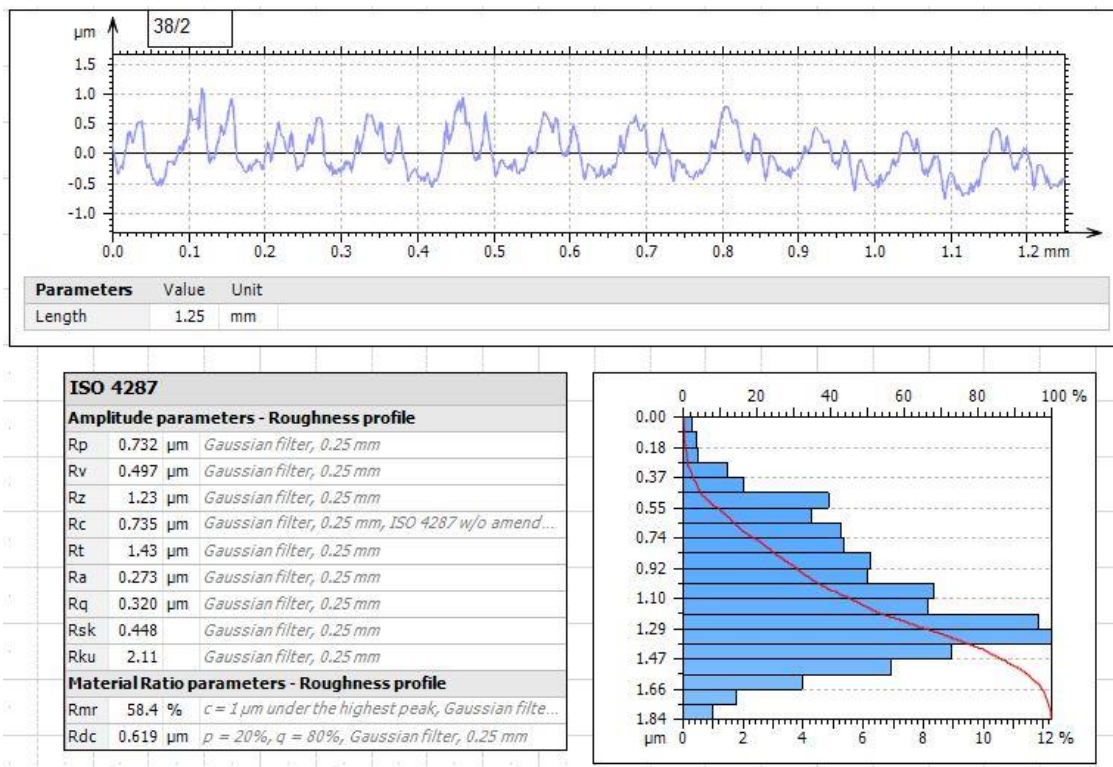 38/2
µm
1.5
1.0
0.5
0.0
-0.5
-1.0
0.0 0.1 0.2 0.3 0.4 0.5 0.6 0.7 0.8 0.9 1.0 1.1 1.2 mm
Parameters Value Unit
Length 1.25 mm
ISO 4287
Amplitude parameters - Roughness profile
Rp 0.732 µm Gaussian filter, 0.25 mm
Rv 0.497 µm Gaussian filter, 0.25 mm
Rz 1.23 µm Gaussian filter, 0.25 mm
Rc 0.735 µm Gaussian filter, 0.25 mm, ISO 4287 w/o amend...
Rt 1.43 µm Gaussian filter, 0.25 mm
Ra 0.273 µm Gaussian filter, 0.25 mm
Rq 0.320 µm Gaussian filter, 0.25 mm
Rsk 0.448 Gaussian filter, 0.25 mm
Rku 2.11 Gaussian filter, 0.25 mm
Material Ratio parameters - Roughness profile
Rmr 58.4 % c = 1 µm under the highest peak, Gaussian filte...
Rdc 0.619 µm p = 20%, q = 80%, Gaussian filter, 0.25 mm
0 20 40 60 80 100 %
0.00
0.18
0.37
0.55
0.74
0.92
1.10
1.29
1.47
1.66
1.84
µm 0 2 4 6 8 10 12 %